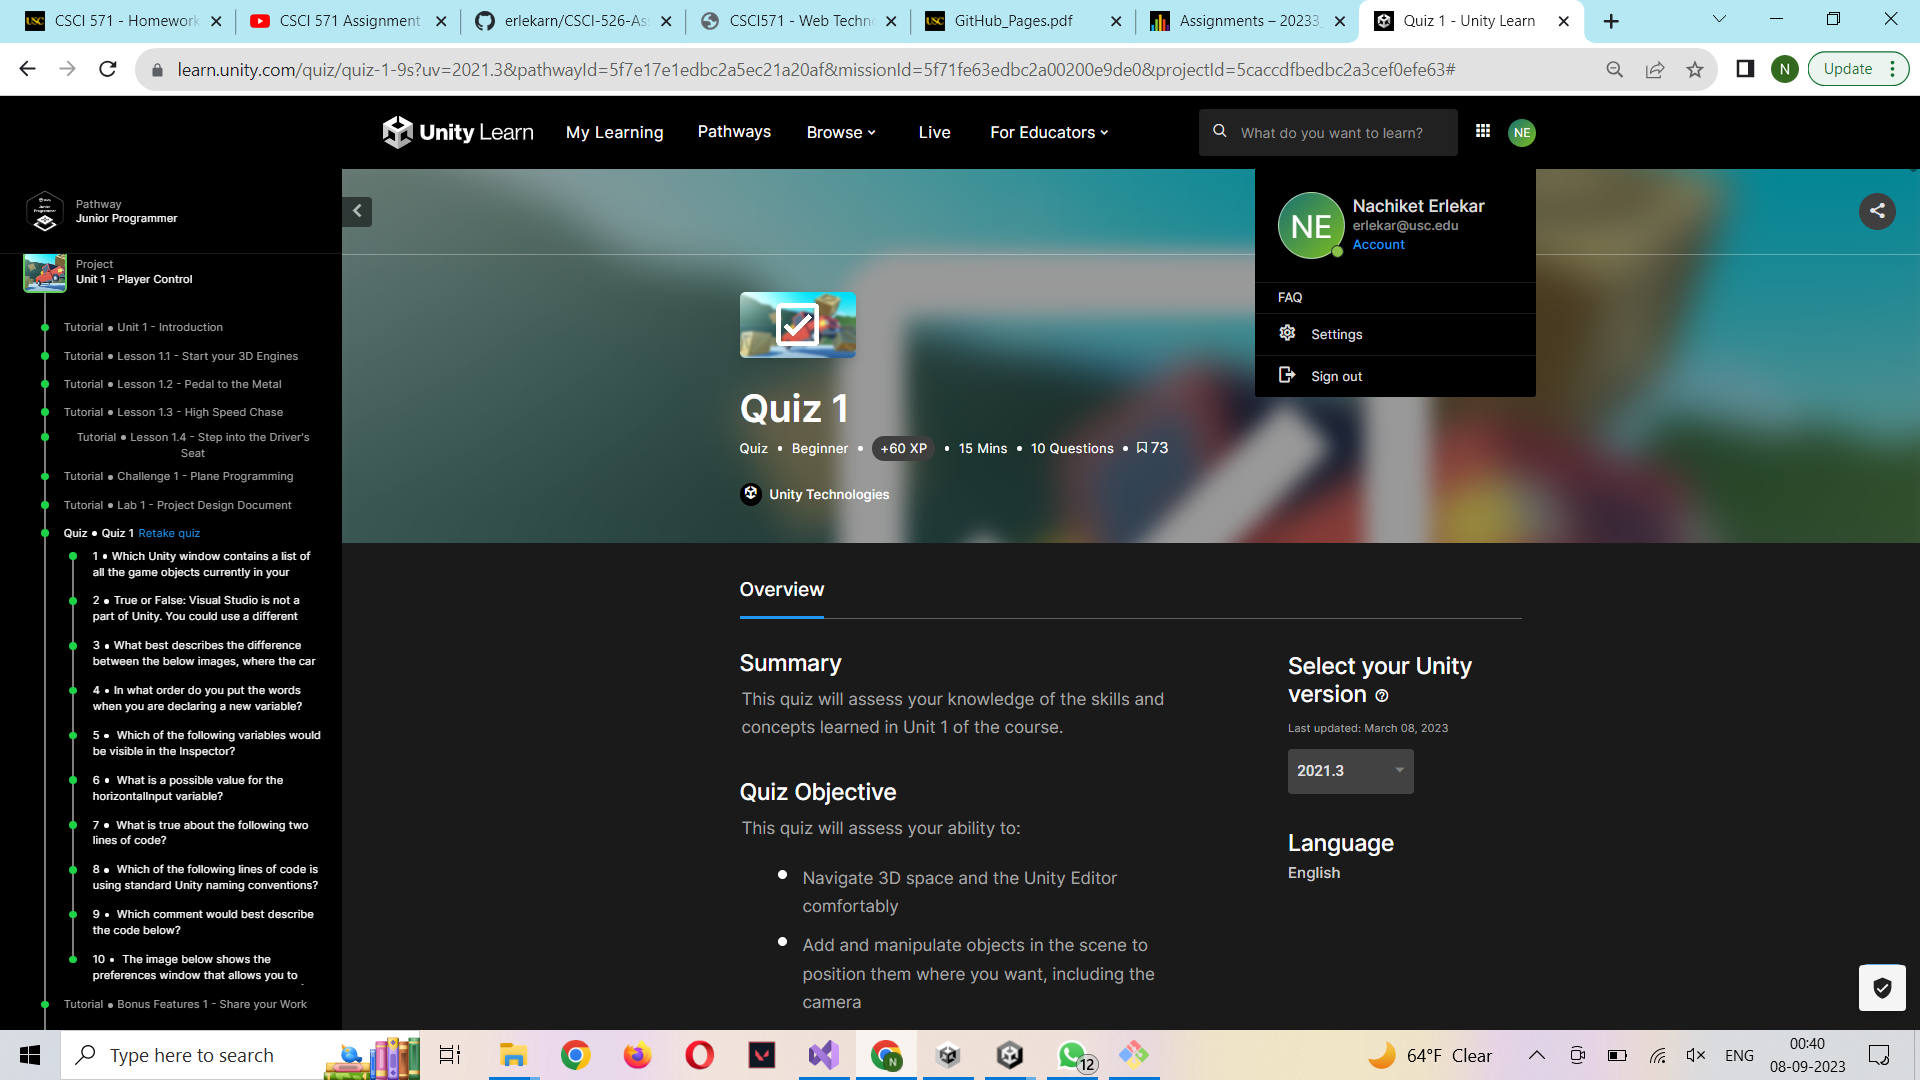 CSCI 571 - Homework
CSCI 571 Assignment
erlekarn/CSCI-526-As
CSCI571 - Web Techn
GitHub_Pages.pdf
Assignments – 20233
Quiz 1 - Unity Learn
learn.unity.com/quiz/quiz-1-9s?uv=2021.3&pathwayId=5f7e17e1edbc2a5ec21a20af&missionId=5f71fe63edbc2a00200e9de0&projectId=5caccdfbedbc2a3cef0efe63#
N
Update
Unity Learn
My Learning
Pathways
Browse
Live
For Educators
What do you want to learn?
NE
Pathway
Junior Programmer
Project
Unit 1 - Player Control
Tutorial • Unit 1 - Introduction
Tutorial • Lesson 1.1 - Start your 3D Engines
Tutorial • Lesson 1.2 - Pedal to the Metal
Tutorial • Lesson 1.3 - High Speed Chase
Tutorial • Lesson 1.4 - Step into the Driver's
Seat
Tutorial • Challenge 1 - Plane Programming
Tutorial • Lab 1 - Project Design Document
Quiz • Quiz 1 Retake quiz
1 • Which Unity window contains a list of
all the game objects currently in your
2 • True or False: Visual Studio is not a
part of Unity. You could use a different
3 • What best describes the difference
between the below images, where the car
4 • In what order do you put the words
when you are declaring a new variable?
5 • Which of the following variables would
be visible in the Inspector?
6 • What is a possible value for the
horizontalInput variable?
7 • What is true about the following two
lines of code?
8 • Which of the following lines of code is
using standard Unity naming conventions?
9 • Which comment would best describe
the code below?
10 • The image below shows the
preferences window that allows you to
Tutorial • Bonus Features 1 - Share your Work
NE
Nachiket Erlekar
erlekar@usc.edu
Account
FAQ
Settings
Sign out
Quiz 1
Quiz • Beginner • +60 XP • 15 Mins • 10 Questions • 73
Unity Technologies
Overview
Summary
This quiz will assess your knowledge of the skills and
concepts learned in Unit 1 of the course.
Quiz Objective
This quiz will assess your ability to:
• Navigate 3D space and the Unity Editor
comfortably
• Add and manipulate objects in the scene to
position them where you want, including the
camera
Select your Unity
version
Last updated: March 08, 2023
2021.3
Language
English
Type here to search
N
12
64°F Clear
ENG
00:40
08-09-2023